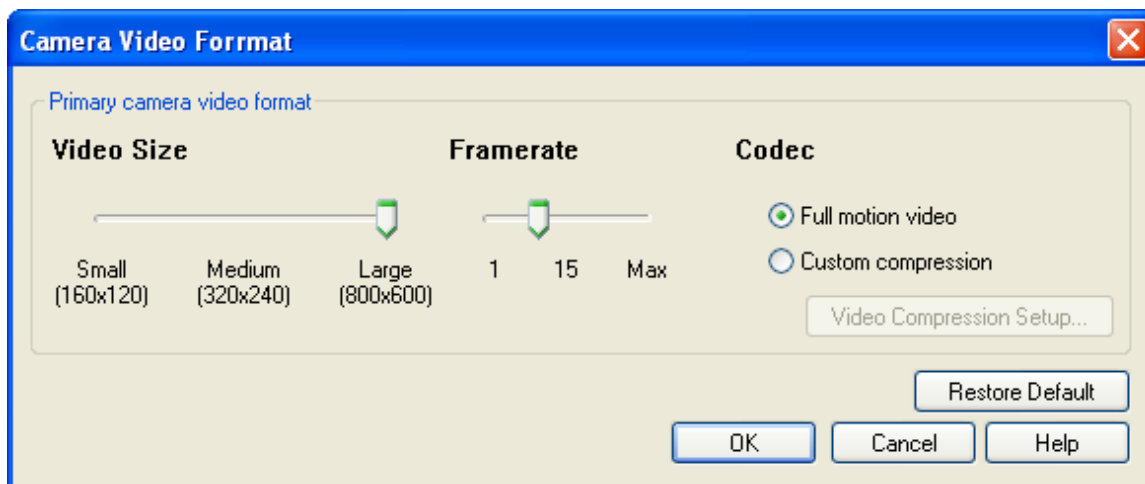 Camera Video Forrmat
Primary camera video format
Video Size
Framerate
Codec
Full motion video
Custom compression
Small
(160x120)
Medium
(320x240)
Large
(800x600)
1
15
Max
Video Compression Setup...
Restore Default
OK
Cancel
Help